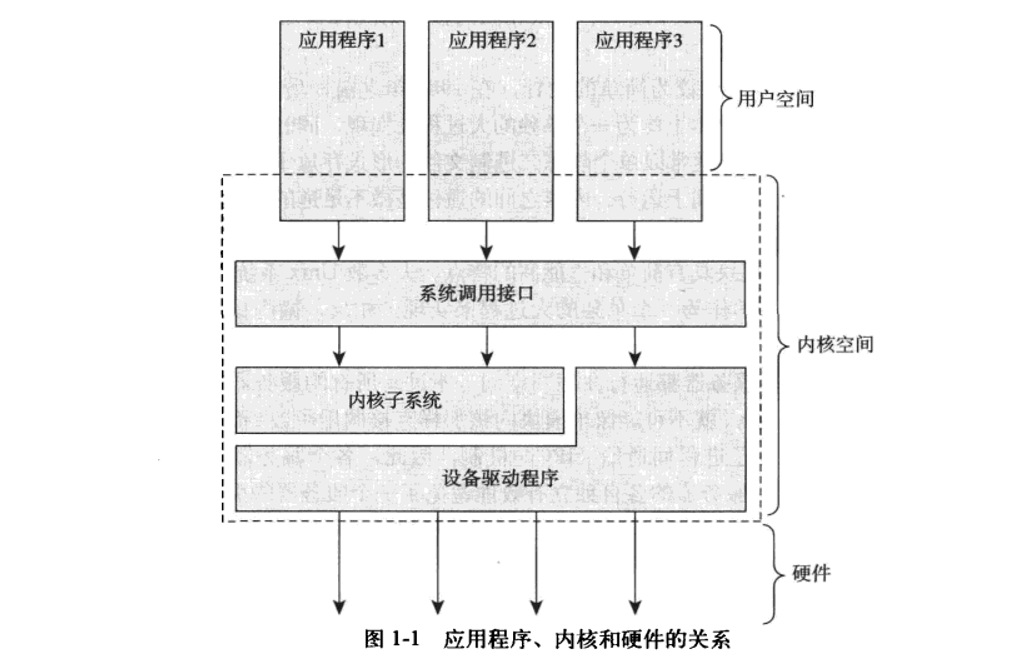 应用程序1
应用程序2
应用程序3
用户空间
系统调用接口
内核空间
内核子系统
设备驱动程序
硬件
图 1-1 应用程序、内核和硬件的关系